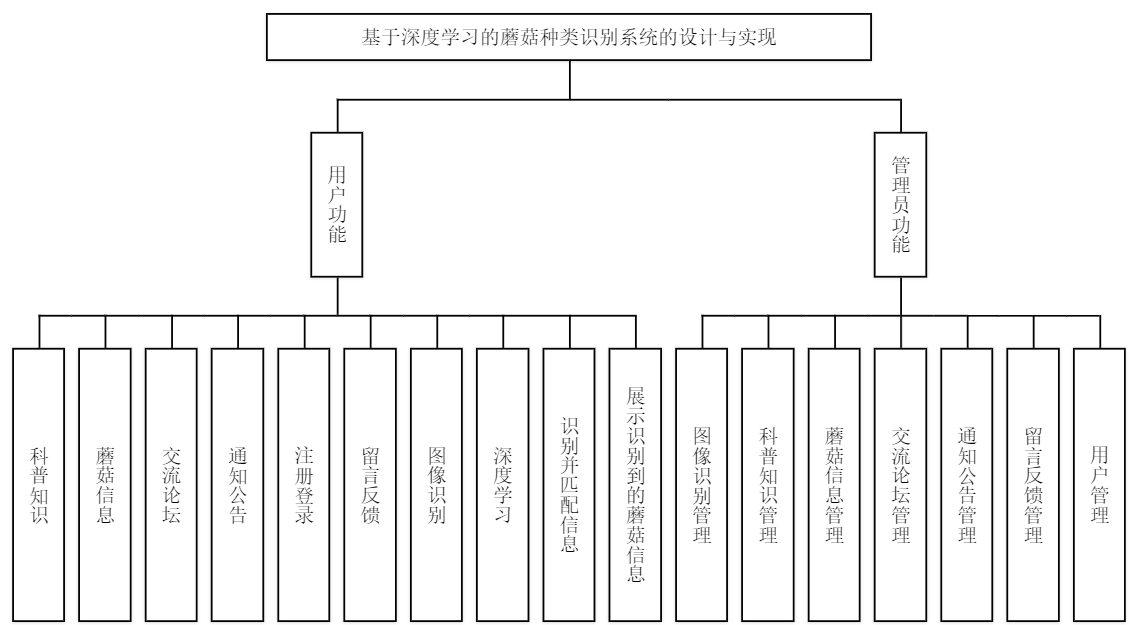 基于深度学习的蘑菇种类识别系统的设计与实现
用户功能
管理员功能
科普知识
蘑菇信息
交流论坛
通知公告
注册登录
留言反馈
图像识别
深度学习
识别并匹配信息
展示识别到的蘑菇信息
图像识别管理
科普知识管理
蘑菇信息管理
交流论坛管理
通知公告管理
留言反馈管理
用户管理